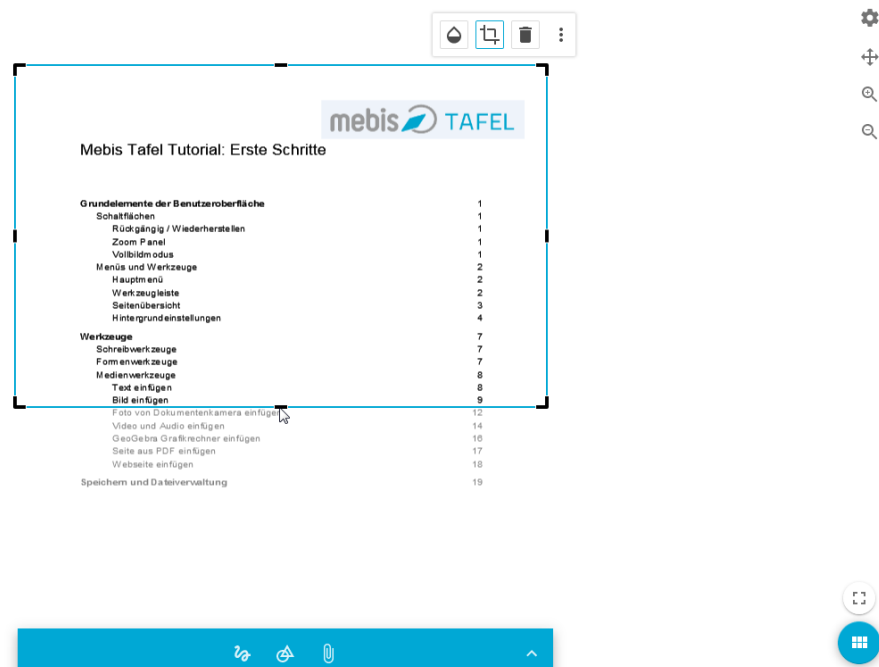 mebis TAFEL
Mebis Tafel Tutorial: Erste Schritte
Grundelemente der Benutzeroberfläche 1
Schaltflächen 1
Rückgängig / Wiederherstellen 1
Zoom Panel 1
Vollbildmodus 1
Menüs und Werkzeuge 2
Hauptmenü 2
Werkzeugleiste 2
Seitenübersicht 3
Hintergrundeinstellungen 4
Werkzeuge 7
Schreibwerkzeuge 7
Formenwerkzeuge 7
Medienwerkzeuge 8
Text einfügen 8
Bild einfügen 9
Foto von Dokumentenkamera einfügen 12
Video und Audio einfügen 14
GeoGebra Grafikrechner einfügen 16
Seite aus PDF einfügen 17
Webseite einfügen 18
Speichern und Dateiverwaltung 19